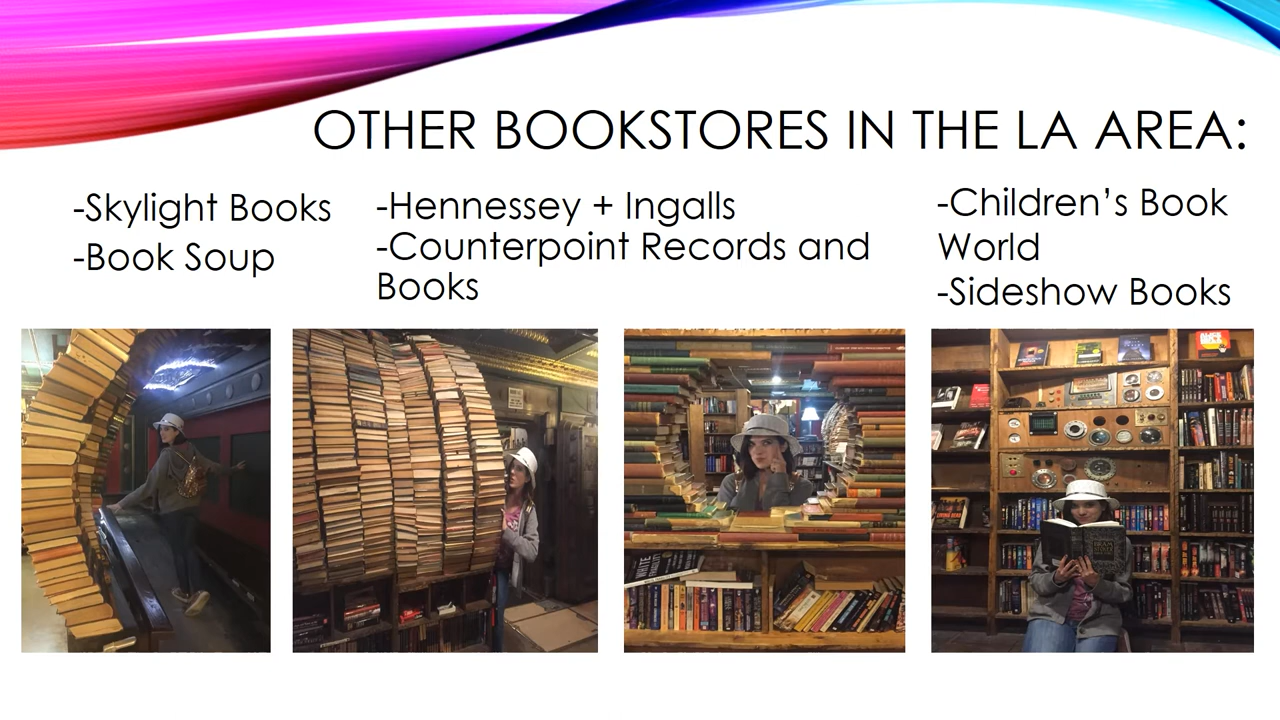 OTHER BOOKSTORES IN THE LA AREA:
-Skylight Books
-Book Soup
-Hennessey + Ingalls
-Counterpoint Records and
Books
-Children’s Book
World
-Sideshow Books